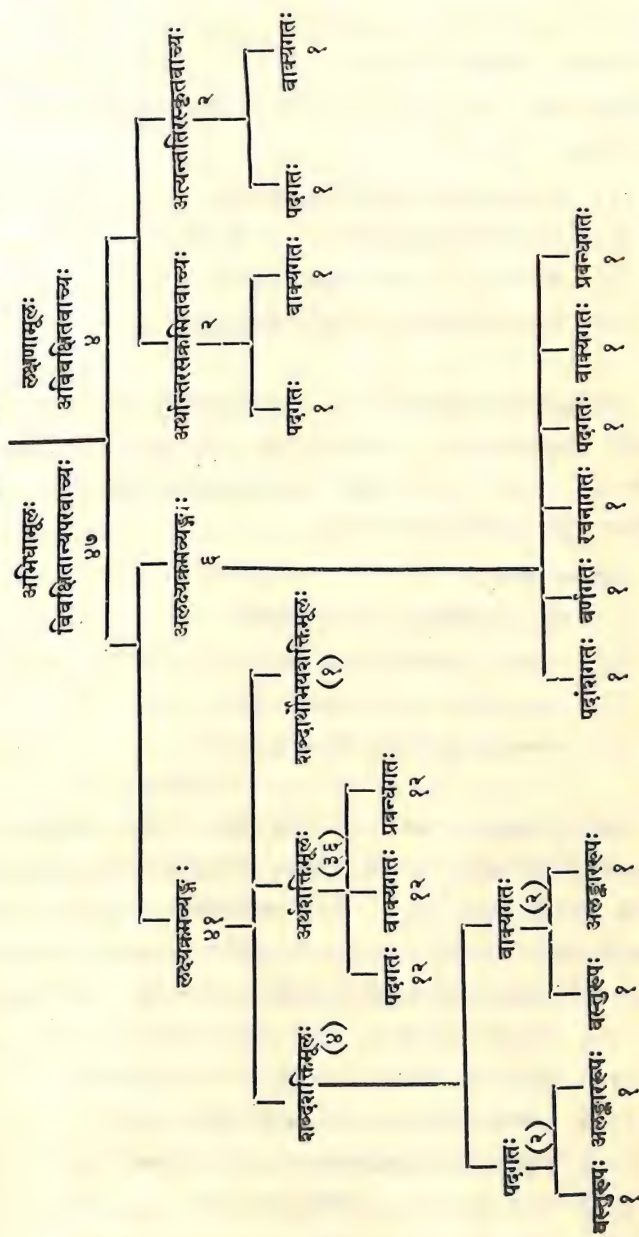 अभिधामूलः
विवक्षितान्यपरवाच्यः
४७
लक्षणामूलः
अविवक्षितवाच्यः
४
लक्ष्यक्रमव्यङ्गः
४१
अलक्ष्यक्रमव्यङ्गः
६
अर्थान्तरसंक्रमितवाच्यः
२
अत्यन्ततिरस्कृतवाच्यः
२
शब्दशक्तिमूलः
(४)
अर्थशक्तिमूलः
(३६)
शब्दार्थोभयशक्तिमूलः
(१)
पदगतः
१
वाक्यगतः
१
पदगतः
१
वाक्यगतः
१
पदगतः वाक्यगतः प्रबन्धगतः
१२ १२ १२
पदगतः
(२)
वाक्यगतः
(२)
वस्तुरूपः अलङ्काररूपः वस्तुरूपः अलङ्काररूपः
१ १ १ १
पदांशगतः वर्णगतः रचनागतः पदगतः वाक्यगतः प्रबन्धगतः
१ १ १ १ १ १